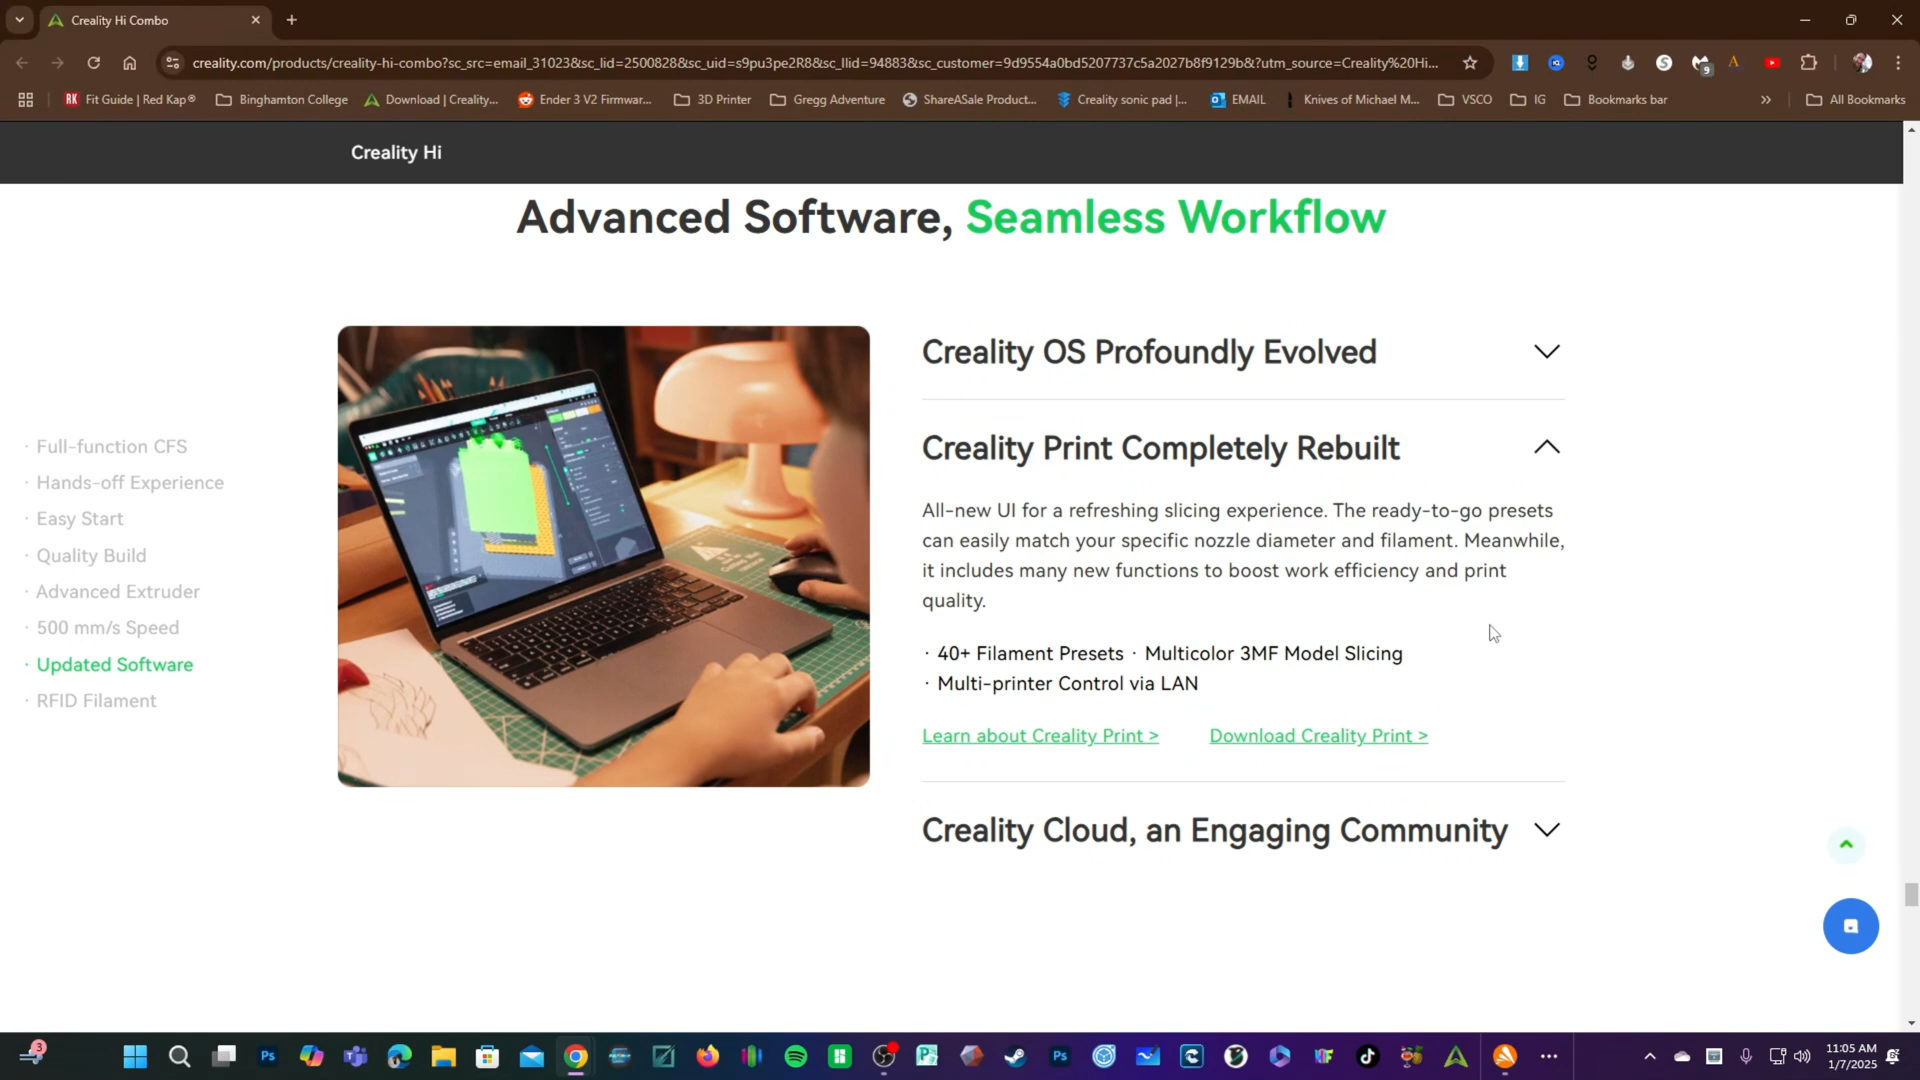 Creality Hi Combo
creality.com/products/creality-hi-combo?sc_src=email_31023&sc_lid=2500828&sc_uid=s9pu3pe2R8&sc_llid=94883&sc_customer=9d9554a0bd5207737c5a2027b8f9129b&?utm_source=Creality%20Hi...
9
RK Fit Guide | Red Kap®
Binghamton College
Download | Creality...
Ender 3 V2 Firmwar...
3D Printer
Gregg Adventure
ShareASale Product...
Creality sonic pad |...
EMAIL
Knives of Michael M...
VSCO
IG
Bookmarks bar
»
All Bookmarks
Creality Hi
Advanced Software, Seamless Workflow
· Full-function CFS
· Hands-off Experience
· Easy Start
· Quality Build
· Advanced Extruder
· 500 mm/s Speed
· Updated Software
· RFID Filament
Creality OS Profoundly Evolved
Creality Print Completely Rebuilt
All-new UI for a refreshing slicing experience. The ready-to-go presets
can easily match your specific nozzle diameter and filament. Meanwhile,
it includes many new functions to boost work efficiency and print
quality.
· 40+ Filament Presets · Multicolor 3MF Model Slicing
· Multi-printer Control via LAN
Learn about Creality Print > Download Creality Print >
Creality Cloud, an Engaging Community
3
Ps
Ps
11:05 AM
1/7/2025